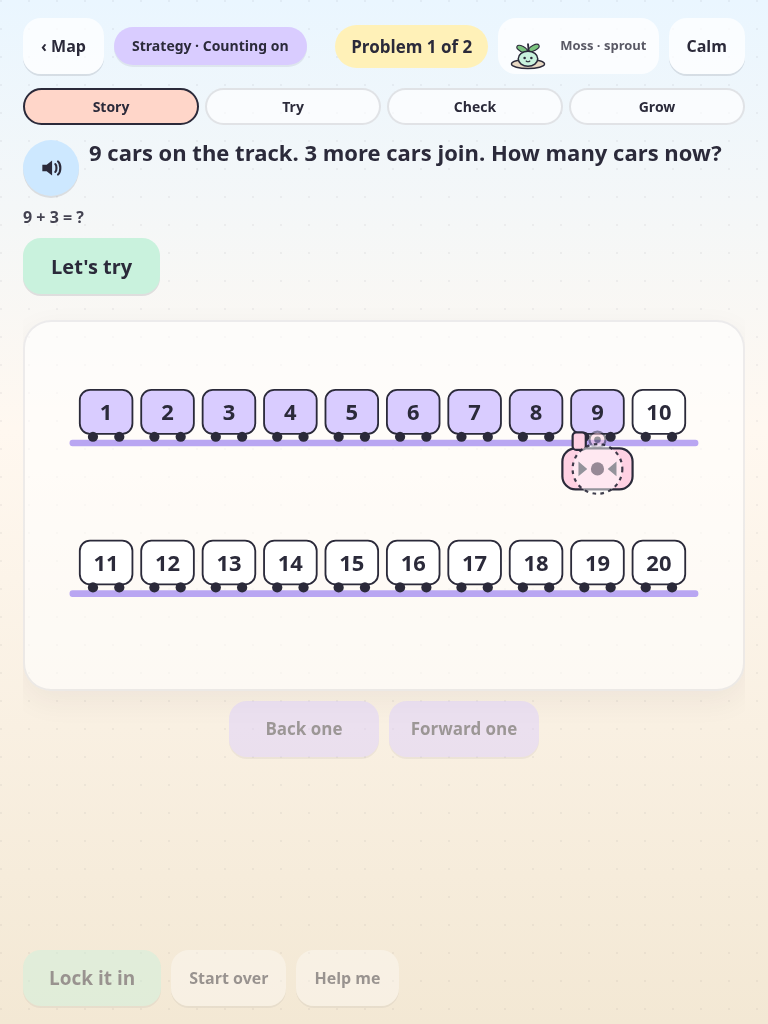 ‹ Map
Strategy · Counting on
Problem 1 of 2
Moss · sprout
Calm
Story
Try
Check
Grow
9 cars on the track. 3 more cars join. How many cars now?
9 + 3 = ?
Let's try
1 2 3 4 5 6 7 8 9 10
11 12 13 14 15 16 17 18 19 20
Back one
Forward one
Lock it in
Start over
Help me